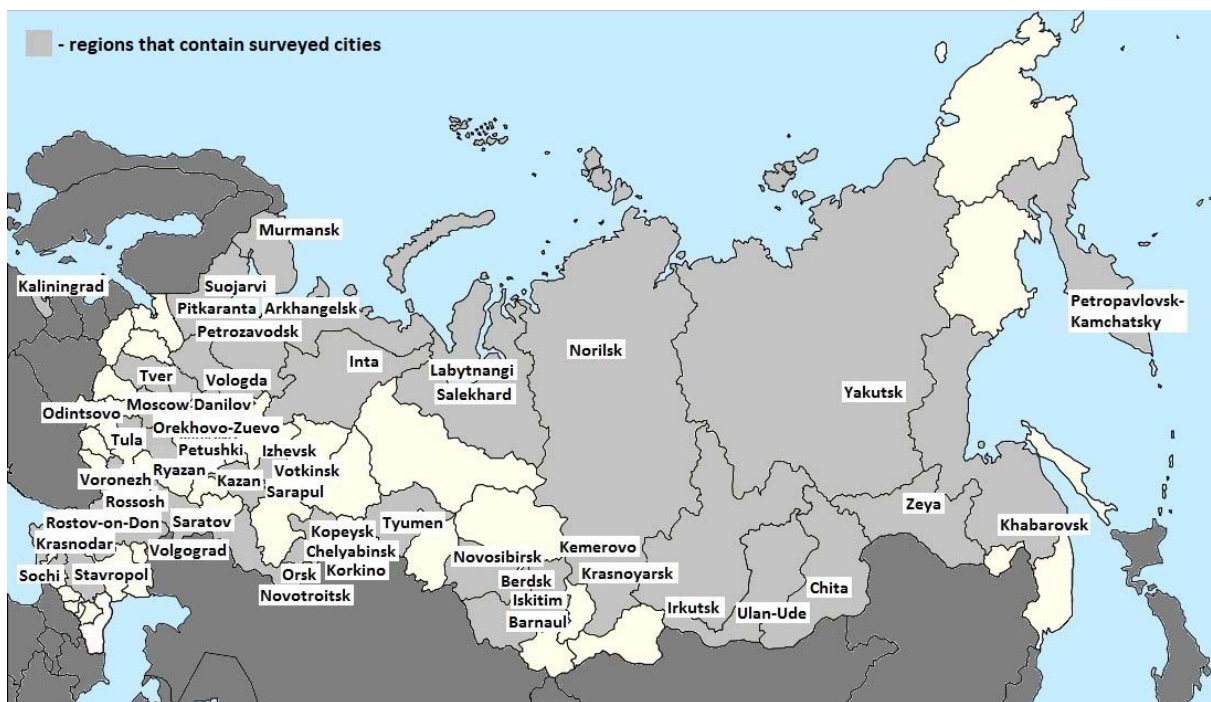 - regions that contain surveyed cities
Murmansk
Kaliningrad
Suojarvi
Pitkaranta
Arkhangelsk
Petrozavodsk
Petropavlovsk-
Kamchatsky
Norilsk
Inta
Labytnangi
Salekhard
Yakutsk
Tver
Vologda
Moscow
Danilov
Odintsovo
Orekhovo-Zuevo
Tula
Petushki
Izhevsk
Ryazan
Kazan
Votkinsk
Voronezh
Sarapul
Rossosh
Zeya
Rostov-on-Don
Saratov
Kopeysk
Tyumen
Khabarovsk
Krasnodar
Volgograd
Chelyabinsk
Novosibirsk
Kemerovo
Sochi
Stavropol
Orsk
Korkino
Berdsk
Krasnoyarsk
Novotroitsk
Iskitim
Chita
Barnaul
Irkutsk
Ulan-Ude